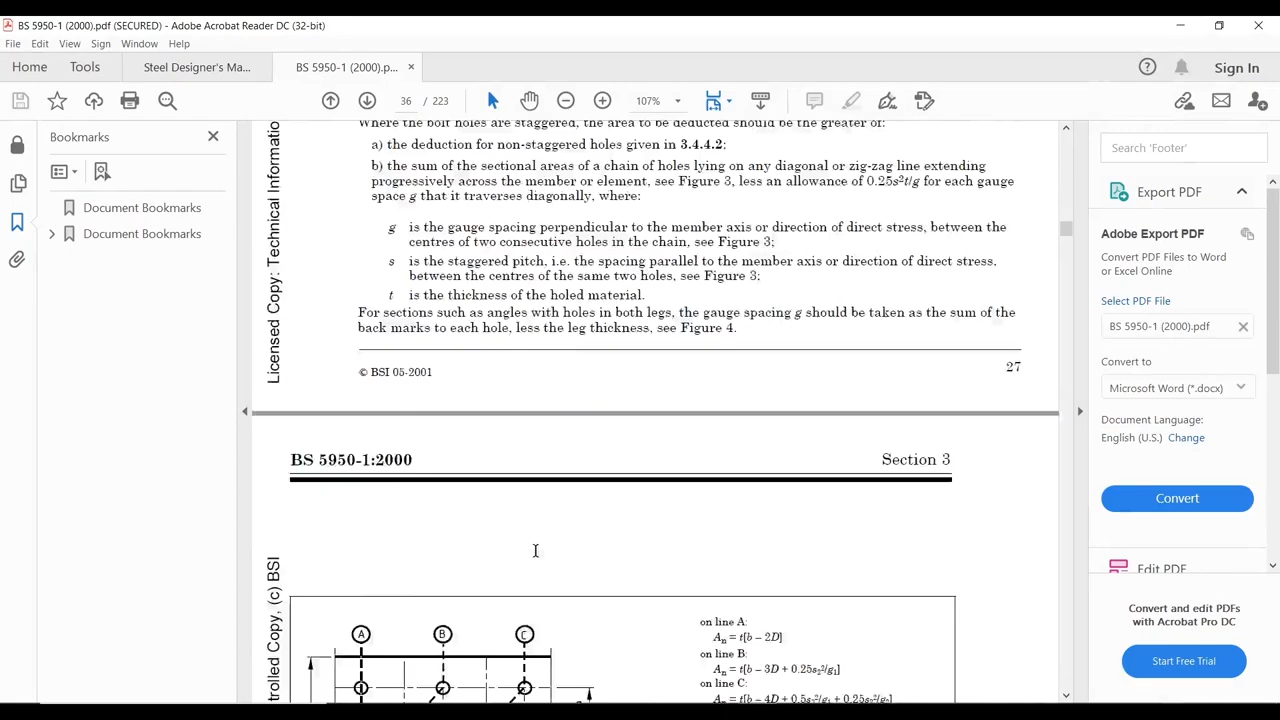 BS 5950-1 (2000).pdf (SECURED) - Adobe Acrobat Reader DC (32-bit)
File Edit View Sign Window Help
Home Tools Steel Designer's Ma... BS 5950-1 (2000).p... × Sign In
36 / 223 107%
Bookmarks
Document Bookmarks
Document Bookmarks
Licensed Copy: Technical Informatio
Where the bolt holes are staggered, the area to be deducted should be the greater of:
a) the deduction for non-staggered holes given in 3.4.4.2;
b) the sum of the sectional areas of a chain of holes lying on any diagonal or zig-zag line extending
progressively across the member or element, see Figure 3, less an allowance of 0.25s²t/g for each gauge
space g that it traverses diagonally, where:
g is the gauge spacing perpendicular to the member axis or direction of direct stress, between the
centres of two consecutive holes in the chain, see Figure 3;
s is the staggered pitch, i.e. the spacing parallel to the member axis or direction of direct stress,
between the centres of the same two holes, see Figure 3;
t is the thickness of the holed material.
For sections such as angles with holes in both legs, the gauge spacing g should be taken as the sum of the
back marks to each hole, less the leg thickness, see Figure 4.
© BSI 05-2001 27
BS 5950-1:2000 Section 3
trolled Copy, (c) BSI
A B C
on line A:
Aₙ = t[b – 2D]
on line B:
Aₙ = t[b – 3D + 0.25s₂²/g₁]
on line C:
Search 'Footer'
Export PDF
Adobe Export PDF
Convert PDF Files to Word
or Excel Online
Select PDF File
BS 5950-1 (2000).pdf ×
Convert to
Microsoft Word (*.docx)
Document Language:
English (U.S.) Change
Convert
Edit PDF
Convert and edit PDFs
with Acrobat Pro DC
Start Free Trial